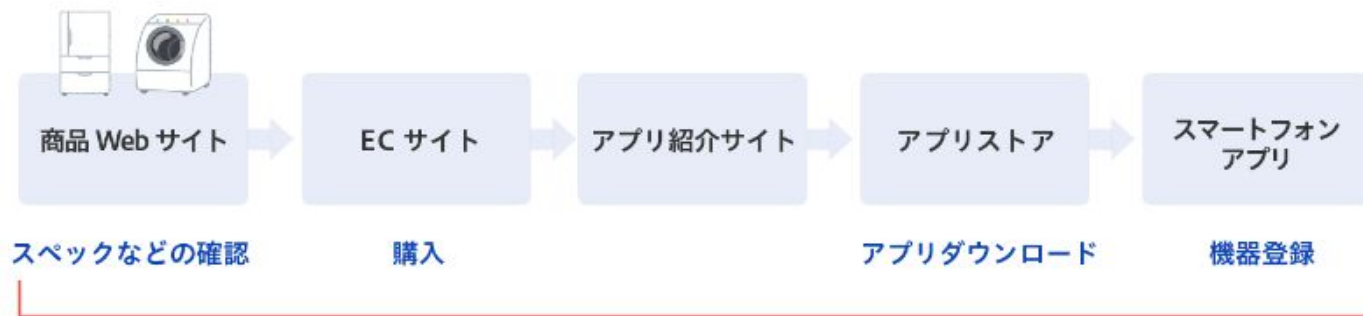 商品 Web サイト
EC サイト
アプリ紹介サイト
アプリストア
スマートフォン
アプリ
スペックなどの確認
購入
アプリダウンロード
機器登録